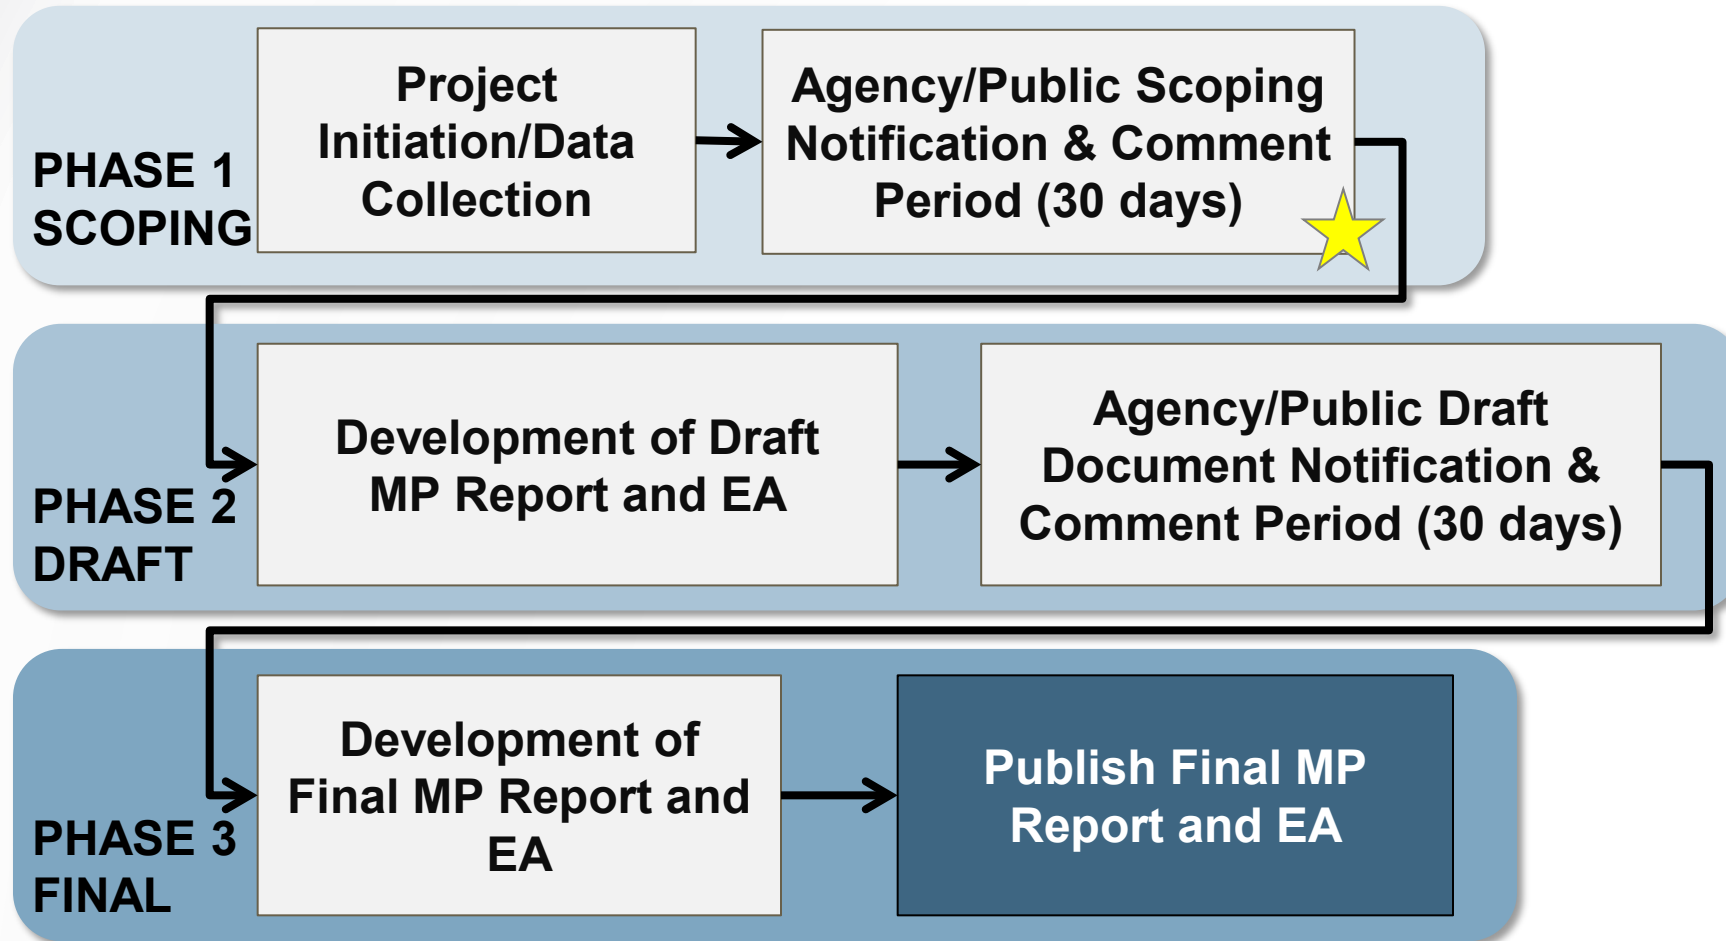 PHASE 1
SCOPING
Project
Initiation/Data
Collection
Agency/Public Scoping
Notification & Comment
Period (30 days)
PHASE 2
DRAFT
Development of Draft
MP Report and EA
Agency/Public Draft
Document Notification &
Comment Period (30 days)
PHASE 3
FINAL
Development of
Final MP Report and
EA
Publish Final MP
Report and EA